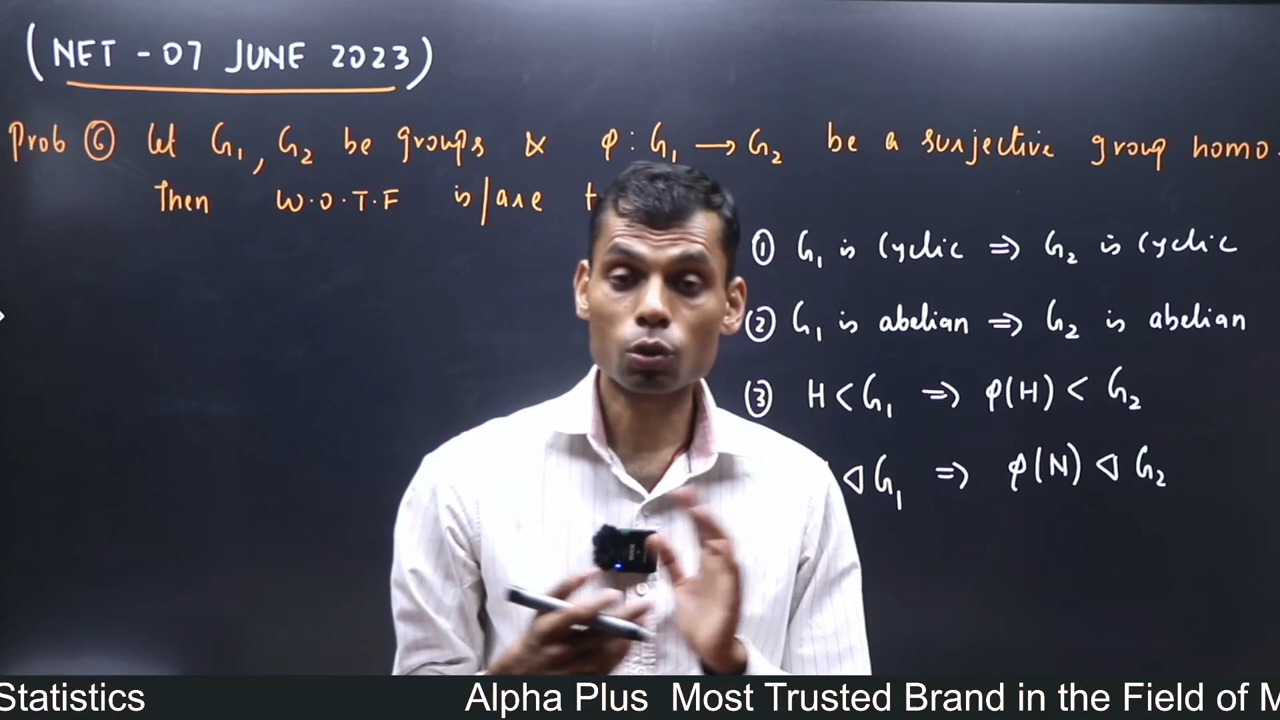 (NET - 07 JUNE 2023)
Prob ⑥ let G₁, G₂ be groups & φ : G₁ → G₂ be a surjective group homo.
Then W.O.T.F is/are
① G₁ is cyclic ⇒ G₂ is cyclic
② G₁ is abelian ⇒ G₂ is abelian
③ H < G₁ ⇒ φ(H) < G₂
⊲ G₁ ⇒ φ(N) ⊲ G₂
Statistics Alpha Plus Most Trusted Brand in the Field of